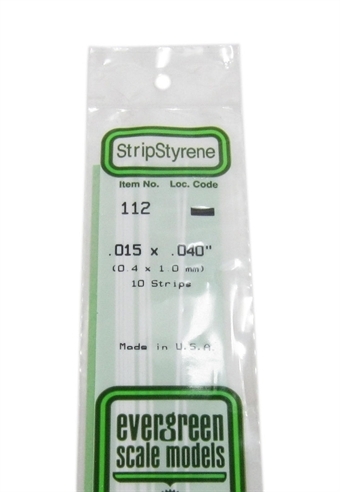 StripStyrene
Item No. Loc. Code
112
.015 x .040"
(0.4 x 1.0 mm)
10 Strips
Made in U.S.A.
evergreen
scale models